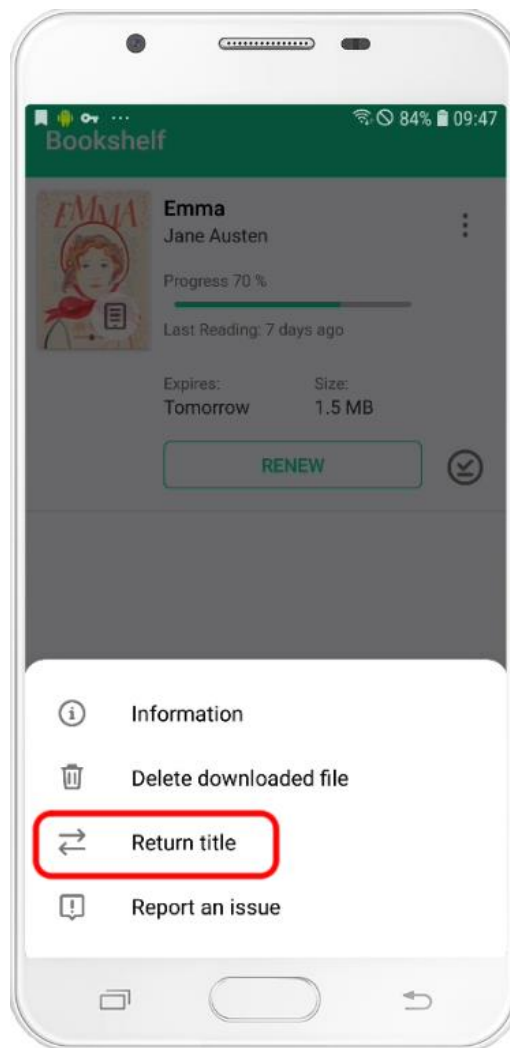 84% 09:47
Bookshelf
EMMA
Emma
Jane Austen
Progress 70 %
Last Reading: 7 days ago
Expires: Size:
Tomorrow 1.5 MB
RENEW
Information
Delete downloaded file
Return title
Report an issue